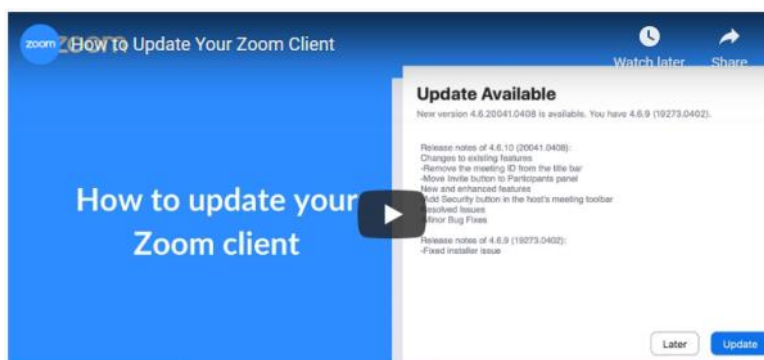 zoom
zoom
How to Update Your Zoom Client
Watch later
Share
How to update your
Zoom client
Update Available
New version 4.6.20041.0408 is available. You have 4.6.9 (19273.0402).
Release notes of 4.6.10 (20041.0408):
Changes to existing features
-Remove the meeting ID from the title bar
-Move Invite button to Participants panel
New and enhanced features
-Add Security button in the host's meeting toolbar
Resolved Issues
-Minor Bug Fixes
Release notes of 4.6.9 (19273.0402):
-Fixed installer issue
Later
Update